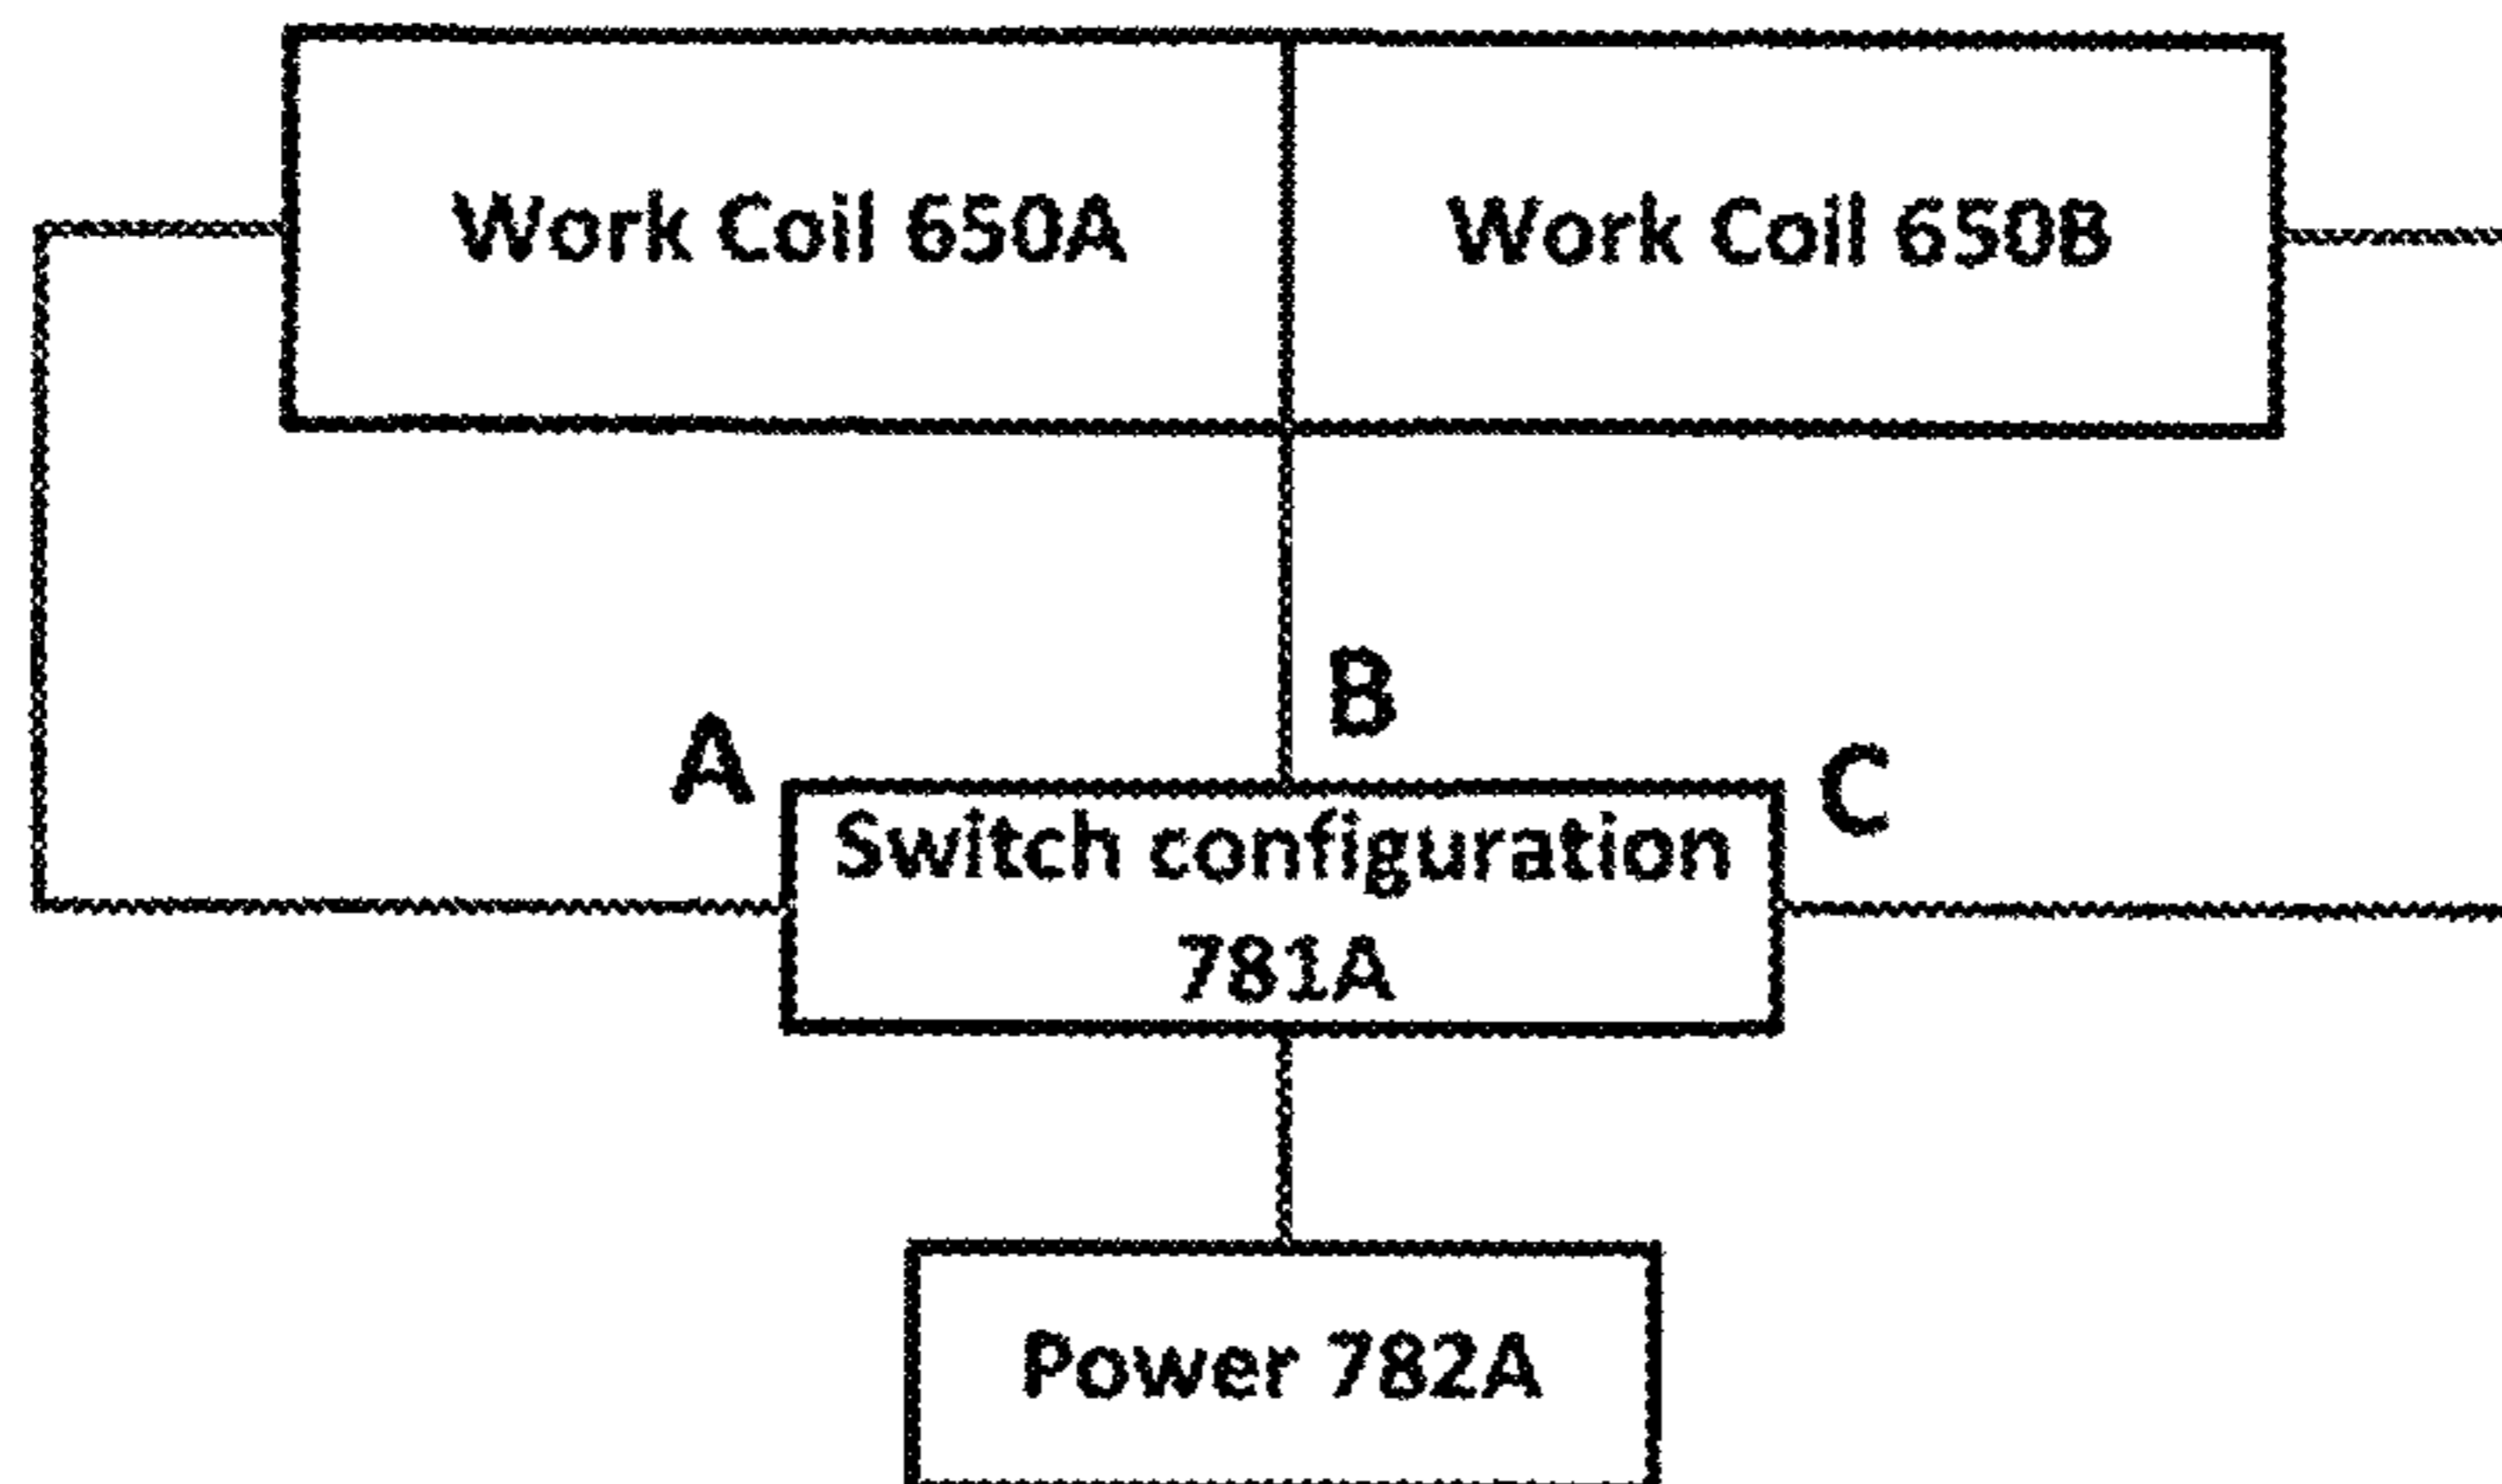 Work Coil 650A
Work Coil 650B
B
A
C
Switch configuration
781A
Power 782A